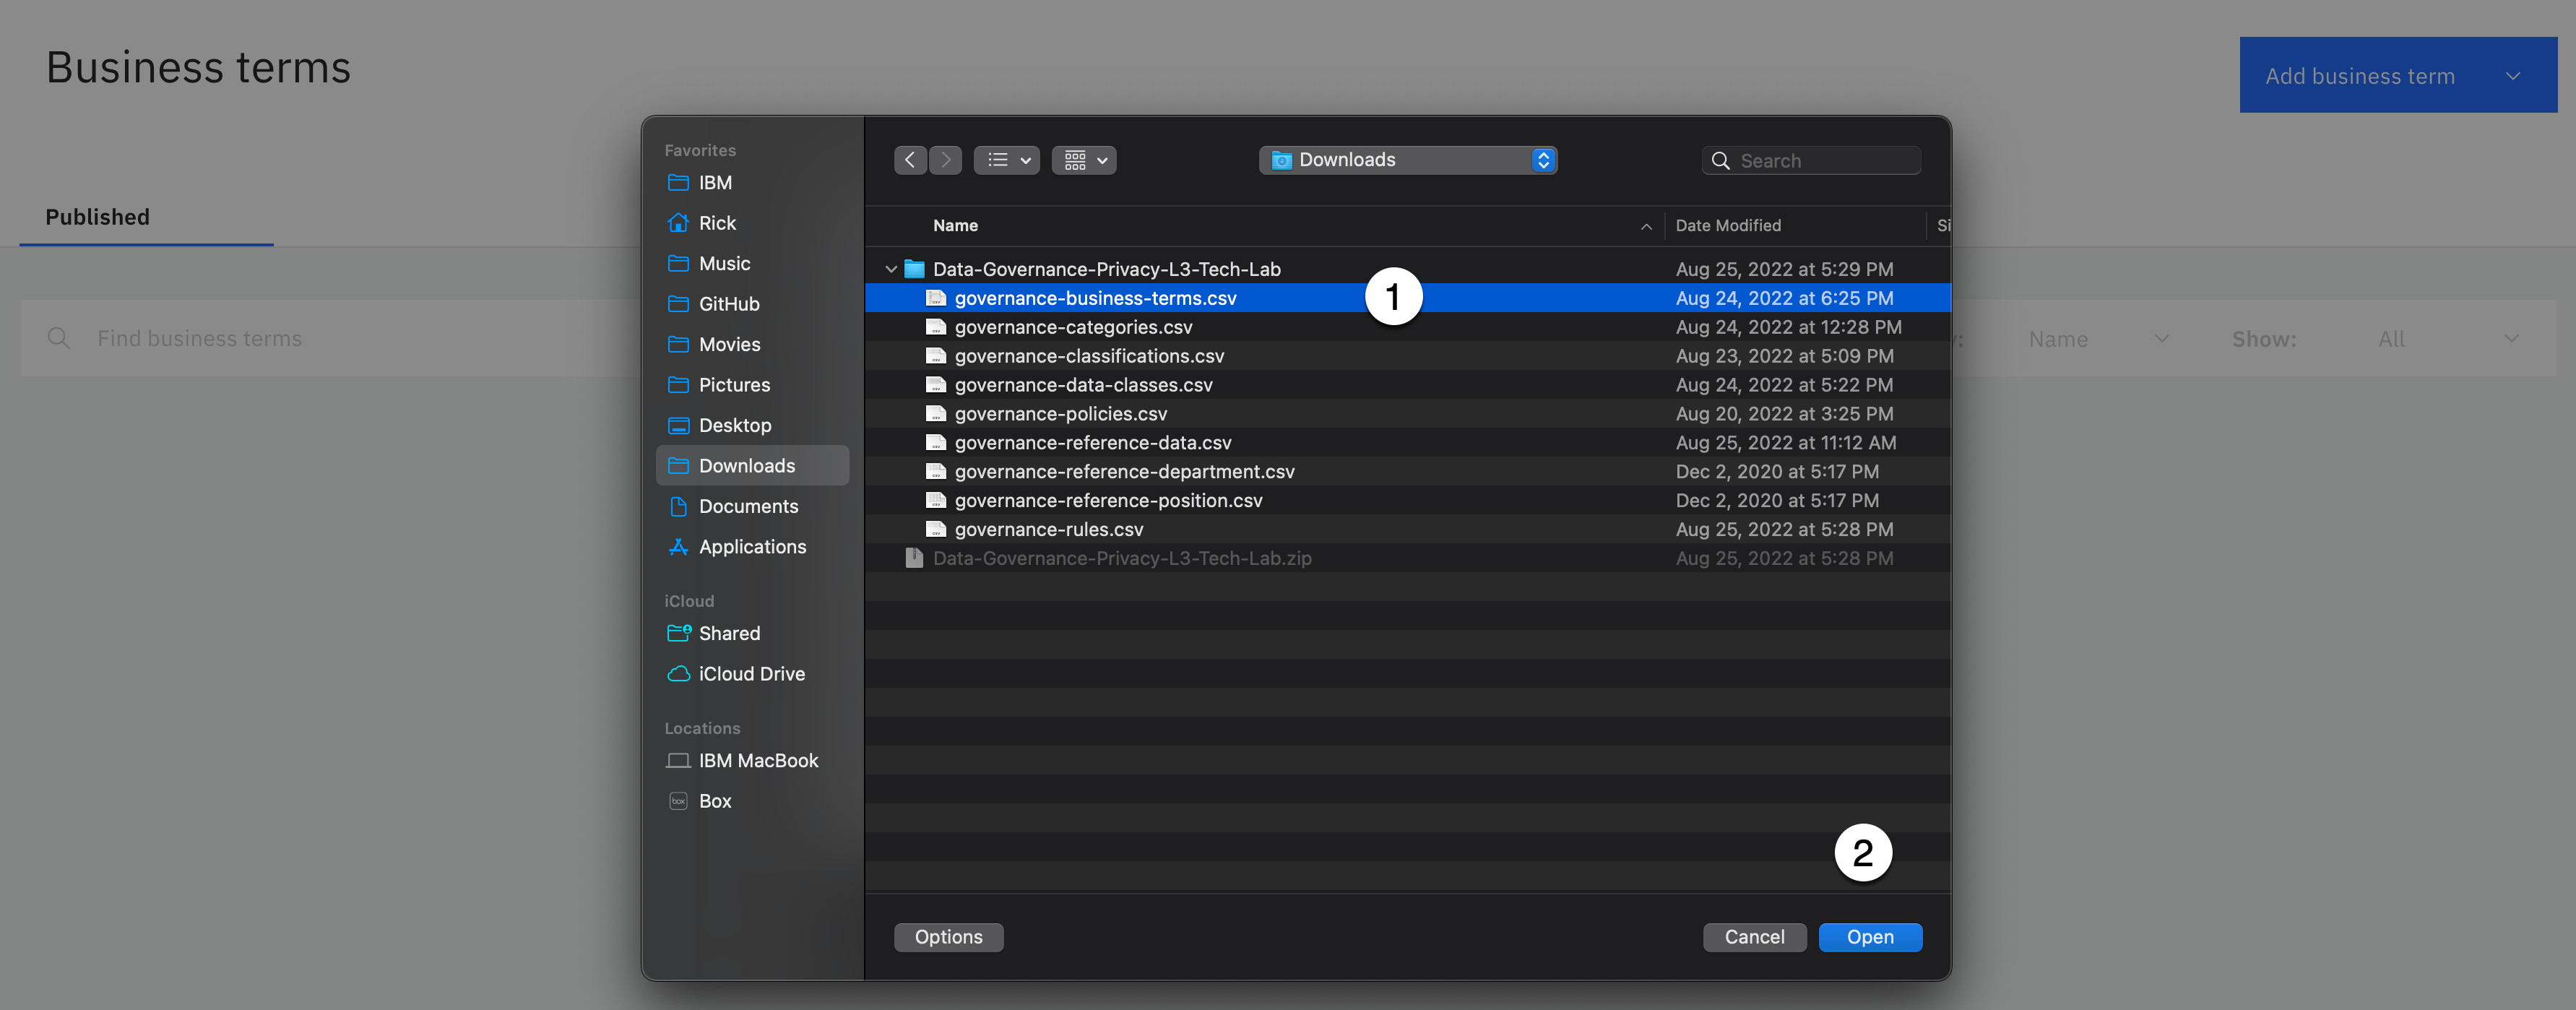 Business terms
Add business term
Published
Find business terms
Name
Show:
All
Favorites
IBM
Rick
Music
GitHub
Movies
Pictures
Desktop
Downloads
Documents
Applications
iCloud
Shared
iCloud Drive
Locations
IBM MacBook
box
Box
Downloads
Search
Name
Date Modified
Data-Governance-Privacy-L3-Tech-Lab
Aug 25, 2022 at 5:29 PM
governance-business-terms.csv
1
Aug 24, 2022 at 6:25 PM
governance-categories.csv
Aug 24, 2022 at 12:28 PM
governance-classifications.csv
Aug 23, 2022 at 5:09 PM
governance-data-classes.csv
Aug 24, 2022 at 5:22 PM
governance-policies.csv
Aug 20, 2022 at 3:25 PM
governance-reference-data.csv
Aug 25, 2022 at 11:12 AM
governance-reference-department.csv
Dec 2, 2020 at 5:17 PM
governance-reference-position.csv
Dec 2, 2020 at 5:17 PM
governance-rules.csv
Aug 25, 2022 at 5:28 PM
Data-Governance-Privacy-L3-Tech-Lab.zip
Aug 25, 2022 at 5:28 PM
2
Options
Cancel
Open